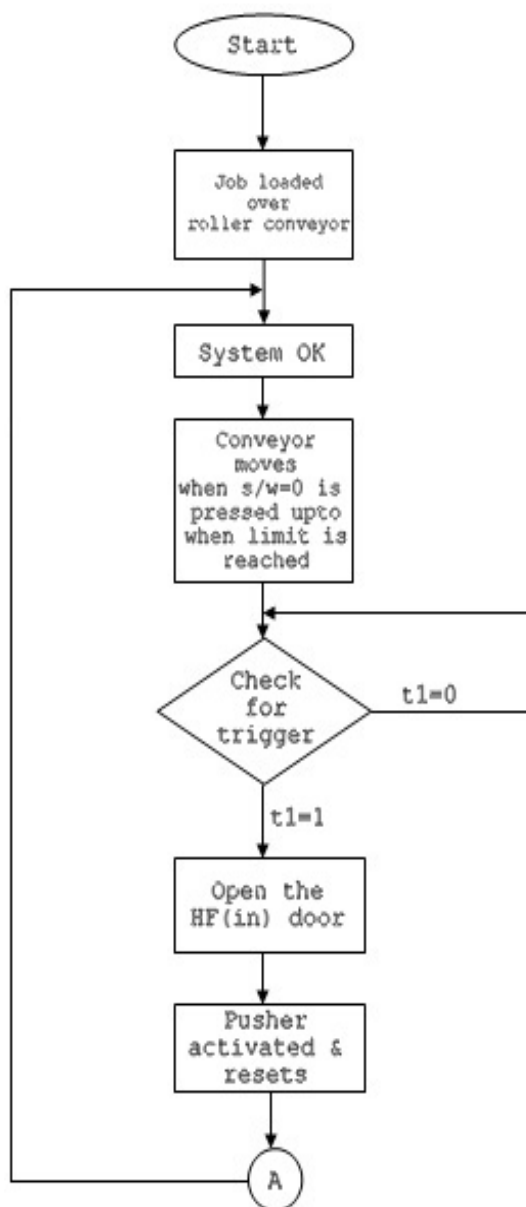 Start
Job loaded
over
roller conveyor
System OK
Conveyor
moves
when s/w=0 is
pressed upto
when limit is
reached
Check
for
trigger
t1=0
t1=1
Open the
HF(in) door
Pusher
activated &
resets
A